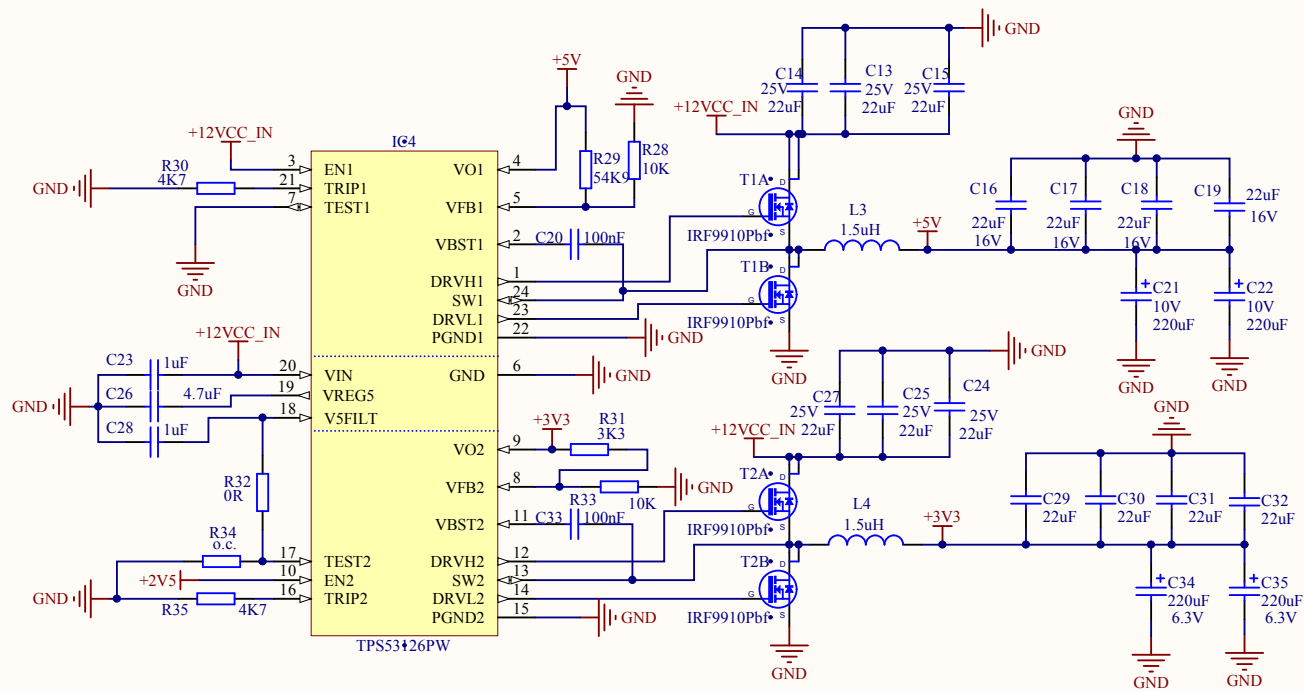 GND
C14
25V
22uF
C13
25V
22uF
C15
25V
22uF
+5V
GND
+12VCC_IN
+12VCC_IN
IC4
R30
4K7
GND
3
EN1
21
TRIP1
7
TEST1
GND
VO1
4
VFB1
5
VBST1
2
DRVH1
1
SW1
24
DRVL1
23
PGND1
22
GND
R29
54K9
R28
10K
C20
100nF
T1A
D
G
S
IRF9910Pbf
T1B
D
G
S
IRF9910Pbf
GND
L3
1.5uH
+5V
GND
C16
22uF
16V
C17
22uF
16V
C18
22uF
16V
C19
22uF
16V
C21
10V
220uF
GND
C22
10V
220uF
GND
+12VCC_IN
C23
1uF
C26
4.7uF
C28
1uF
GND
20
VIN
19
VREG5
18
V5FILT
GND
6
GND
R32
0R
R34
o.c.
GND
+2V5
R35
4K7
17
TEST2
10
EN2
16
TRIP2
VO2
9
VFB2
8
VBST2
11
DRVH2
12
SW2
13
DRVL2
14
PGND2
15
GND
TPS53126PW
+3V3
R31
3K3
R33
10K
GND
C33
100nF
GND
C27
25V
22uF
C25
25V
22uF
C24
25V
22uF
+12VCC_IN
T2A
D
G
S
IRF9910Pbf
T2B
D
G
S
IRF9910Pbf
GND
L4
1.5uH
+3V3
GND
C29
22uF
C30
22uF
C31
22uF
C32
22uF
C34
220uF
6.3V
GND
C35
220uF
6.3V
GND